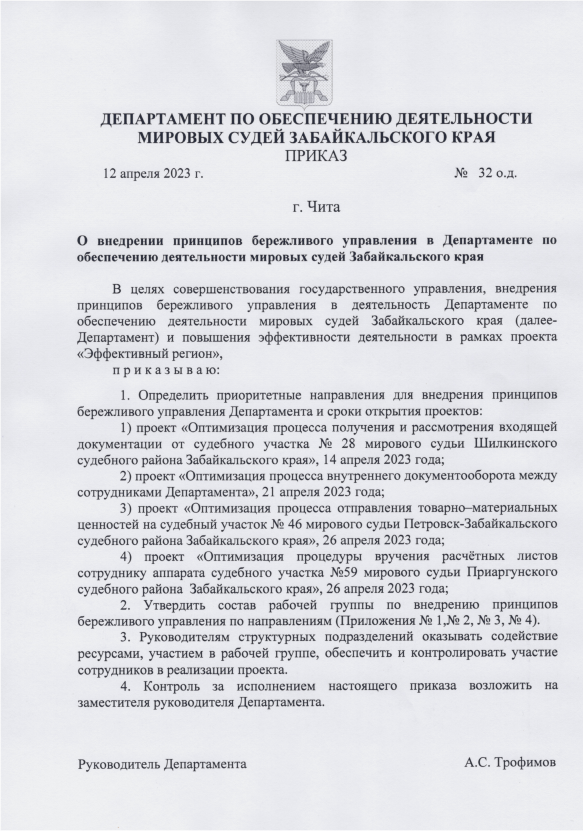 ДЕПАРТАМЕНТ ПО ОБЕСПЕЧЕНИЮ ДЕЯТЕЛЬНОСТИ
МИРОВЫХ СУДЕЙ ЗАБАЙКАЛЬСКОГО КРАЯ
ПРИКАЗ
12 апреля 2023 г. № 32 о.д.
г. Чита
О внедрении принципов бережливого управления в Департаменте по
обеспечению деятельности мировых судей Забайкальского края
В целях совершенствования государственного управления, внедрения
принципов бережливого управления в деятельность Департаменте по
обеспечению деятельности мировых судей Забайкальского края (далее-
Департамент) и повышения эффективности деятельности в рамках проекта
«Эффективный регион»,
п р и к а з ы в а ю:
1. Определить приоритетные направления для внедрения принципов
бережливого управления Департамента и сроки открытия проектов:
1) проект «Оптимизация процесса получения и рассмотрения входящей
документации от судебного участка № 28 мирового судьи Шилкинского
судебного района Забайкальского края», 14 апреля 2023 года;
2) проект «Оптимизация процесса внутреннего документооборота между
сотрудниками Департамента», 21 апреля 2023 года;
3) проект «Оптимизация процесса отправления товарно–материальных
ценностей на судебный участок № 46 мирового судьи Петровск-Забайкальского
судебного района Забайкальского края», 26 апреля 2023 года;
4) проект «Оптимизация процедуры вручения расчётных листов
сотруднику аппарата судебного участка №59 мирового судьи Приаргунского
судебного района Забайкальского края», 26 апреля 2023 года;
2. Утвердить состав рабочей группы по внедрению принципов
бережливого управления по направлениям (Приложения № 1,№ 2, № 3, № 4).
3. Руководителям структурных подразделений оказывать содействие
ресурсами, участием в рабочей группе, обеспечить и контролировать участие
сотрудников в реализации проекта.
4. Контроль за исполнением настоящего приказа возложить на
заместителя руководителя Департамента.
Руководитель Департамента А.С. Трофимов